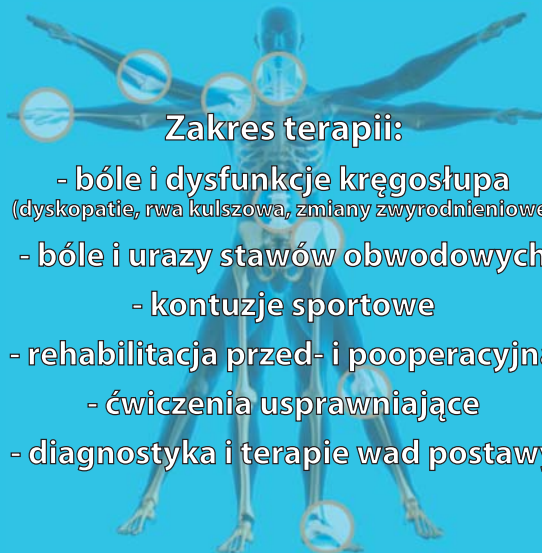 Zakres terapii:
- bóle i dysfunkcje kręgosłupa
(dyskopatie, rwa kulszowa, zmiany zwyrodnieniowe
- bóle i urazy stawów obwodowych
- kontuzje sportowe
- rehabilitacja przed- i pooperacyjna
- ćwiczenia usprawniające
- diagnostyka i terapie wad postawy